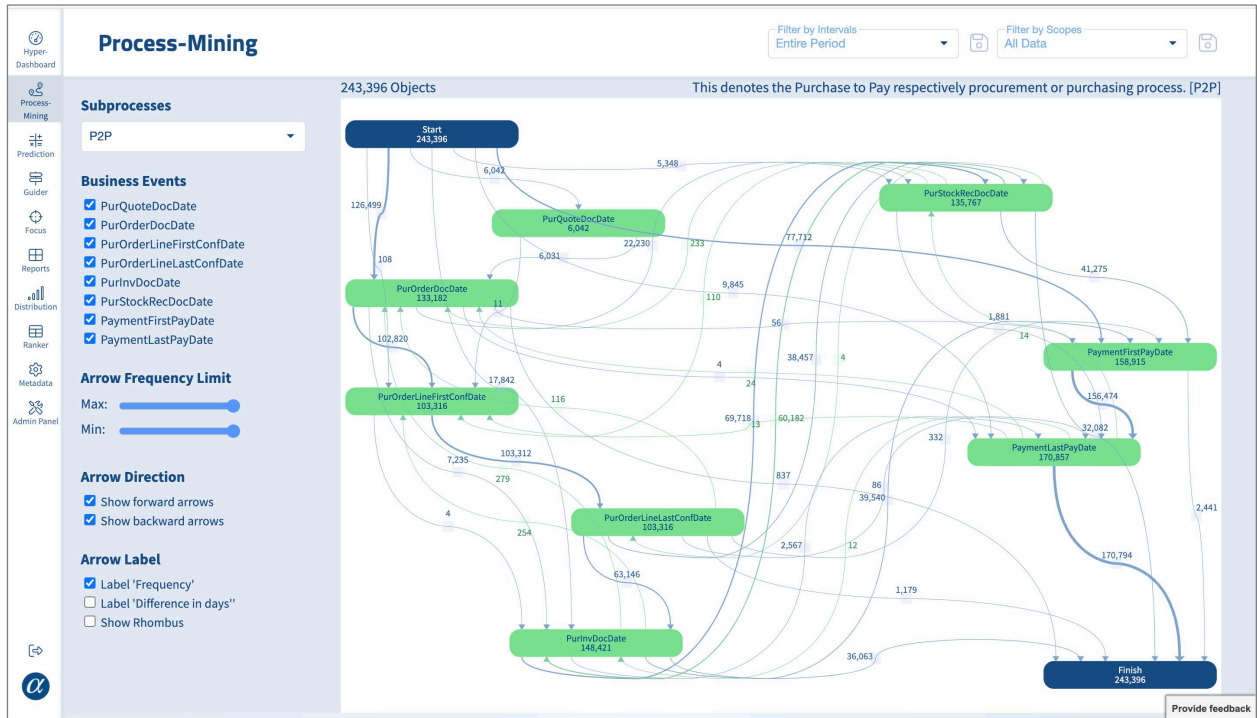 Process-Mining
Filter by Intervals
Entire Period
Filter by Scopes
All Data
Hyper-
Dashboard
Process-
Mining
Prediction
Guider
Focus
Reports
Distribution
Ranker
Metadata
Admin Panel
α
Subprocesses
P2P
Business Events
PurQuoteDocDate
PurOrderDocDate
PurOrderLineFirstConfDate
PurOrderLineLastConfDate
PurInvDocDate
PurStockRecDocDate
PaymentFirstPayDate
PaymentLastPayDate
Arrow Frequency Limit
Max:
Min:
Arrow Direction
Show forward arrows
Show backward arrows
Arrow Label
Label 'Frequency'
Label 'Difference in days''
Show Rhombus
243,396 Objects
This denotes the Purchase to Pay respectively procurement or purchasing process. [P2P]
Start
243,396
5,348
6,042
PurStockRecDocDate
135,767
126,499
PurQuoteDocDate
6,042
77,712
22,230
233
6,031
108
41,275
9,845
PurOrderDocDate
133,182
110
11
1,881
56
14
102,820
38,457
4
PaymentFirstPayDate
158,915
4
17,842
24
PurOrderLineFirstConfDate
103,316
116
156,474
69,718
60,182
13
32,082
332
PaymentLastPayDate
170,857
103,312
7,235
279
837
86
39,540
2,441
4
PurOrderLineLastConfDate
103,316
254
2,567
12
170,794
63,146
1,179
PurInvDocDate
148,421
36,063
Finish
243,396
Provide feedback